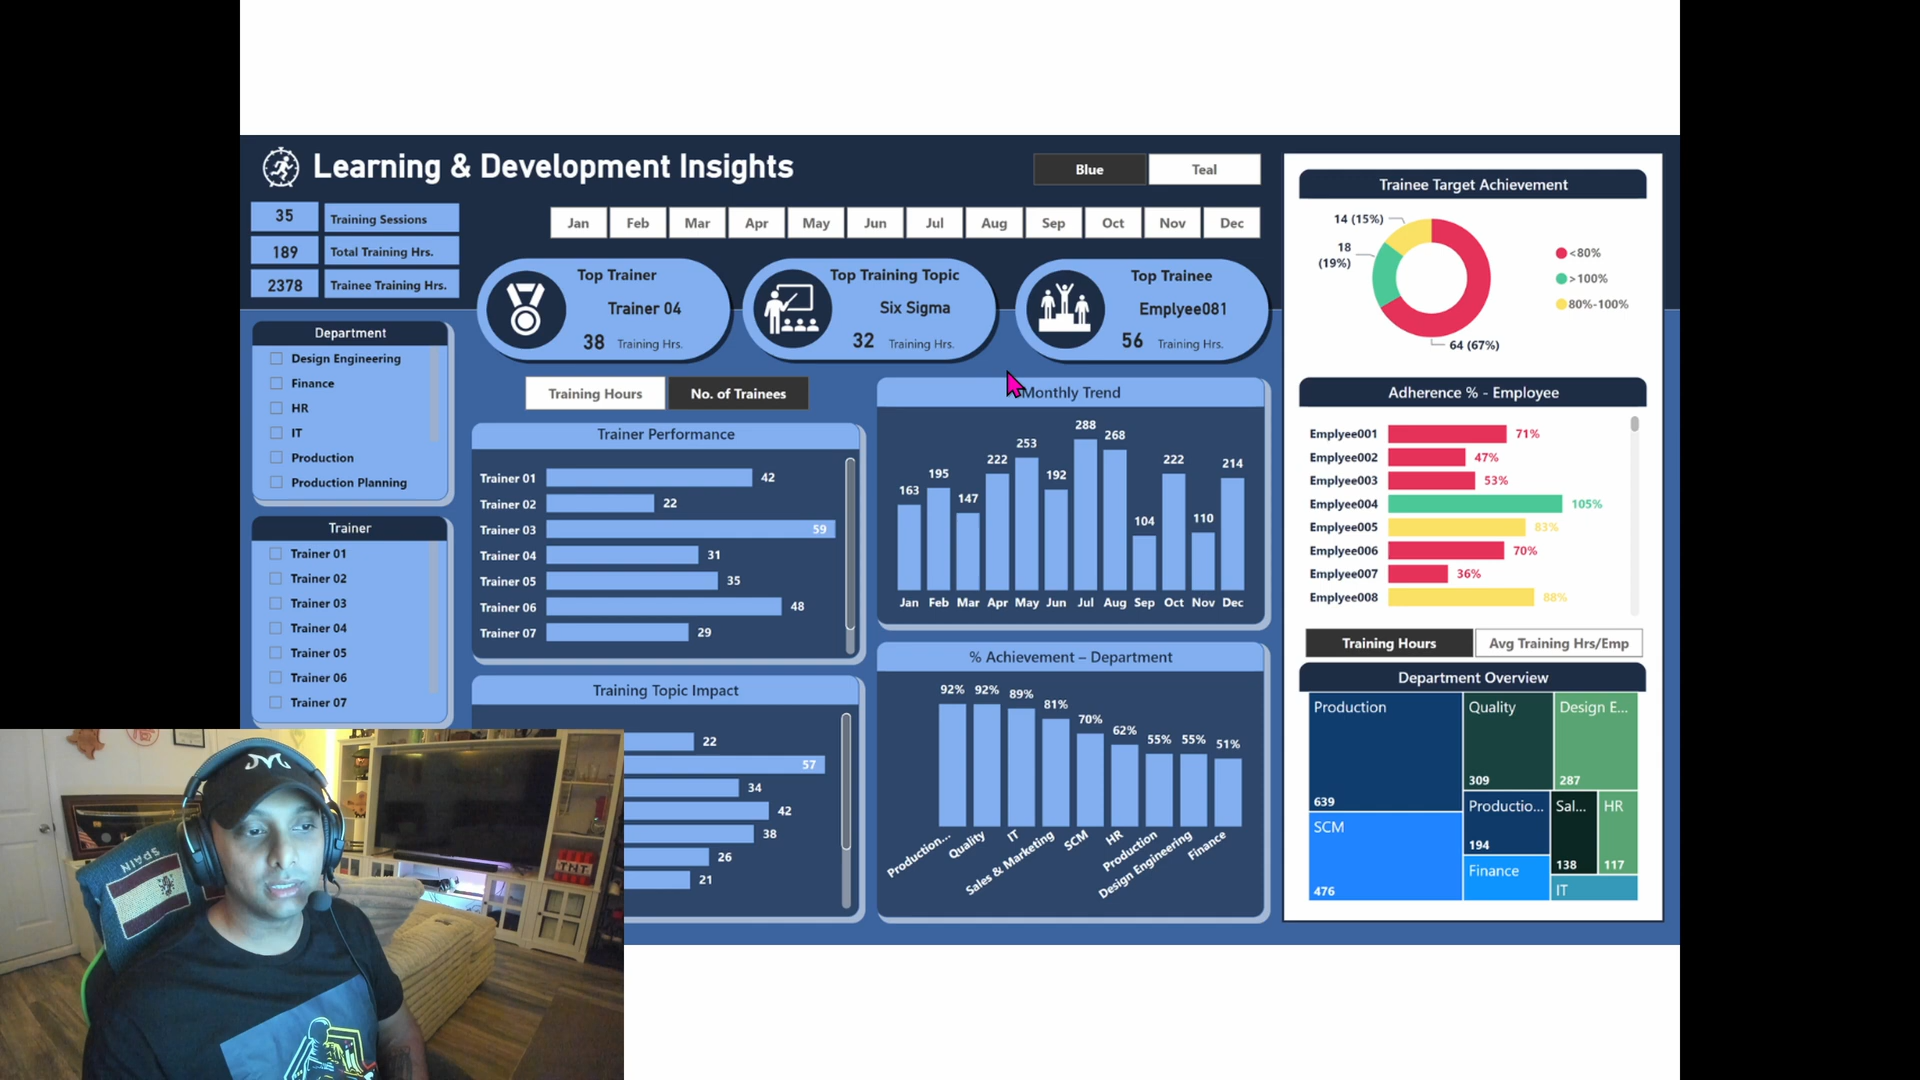 Learning & Development Insights
Blue
Teal
35
Training Sessions
189
Total Training Hrs.
2378
Trainee Training Hrs.
Jan
Feb
Mar
Apr
May
Jun
Jul
Aug
Sep
Oct
Nov
Dec
Top Trainer
Trainer 04
38 Training Hrs.
Top Training Topic
Six Sigma
32 Training Hrs.
Top Trainee
Emplyee081
56 Training Hrs.
Department
Design Engineering
Finance
HR
IT
Production
Production Planning
Trainer
Trainer 01
Trainer 02
Trainer 03
Trainer 04
Trainer 05
Trainer 06
Trainer 07
Training Hours
No. of Trainees
Trainer Performance
Trainer 01 42
Trainer 02 22
Trainer 03 59
Trainer 04 31
Trainer 05 35
Trainer 06 48
Trainer 07 29
Training Topic Impact
22
57
34
42
38
26
21
Monthly Trend
163
195
147
222
253
192
288
268
104
222
110
214
Jan
Feb
Mar
Apr
May
Jun
Jul
Aug
Sep
Oct
Nov
Dec
% Achievement – Department
92%
92%
89%
81%
70%
62%
55%
55%
51%
Production...
Quality
IT
Sales & Marketing
SCM
HR
Production
Design Engineering
Finance
Trainee Target Achievement
14 (15%)
18
(19%)
64 (67%)
<80%
>100%
80%-100%
Adherence % - Employee
Emplyee001 71%
Emplyee002 47%
Emplyee003 53%
Emplyee004 105%
Emplyee005 83%
Emplyee006 70%
Emplyee007 36%
Emplyee008 88%
Training Hours
Avg Training Hrs/Emp
Department Overview
Production
639
SCM
476
Quality
309
Design E...
287
Productio...
194
Finance
Sal...
138
HR
117
IT
SPAIN
TNT